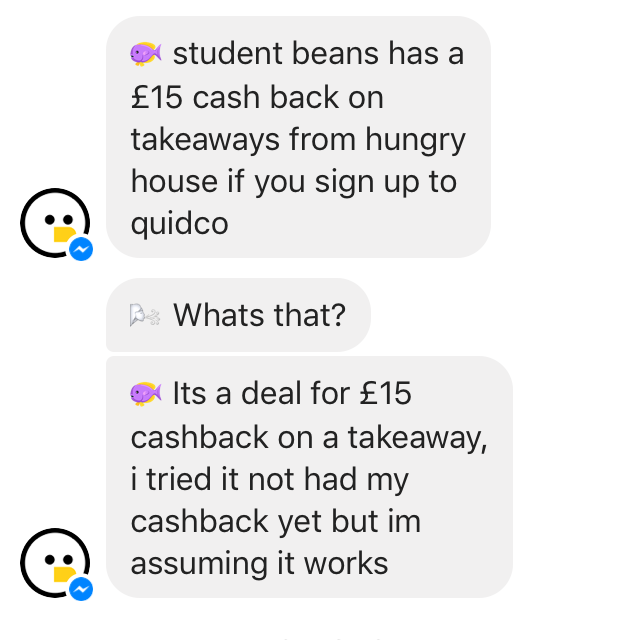 🐠 student beans has a
£15 cash back on
takeaways from hungry
house if you sign up to
quidco
🌬 Whats that?
🐠 Its a deal for £15
cashback on a takeaway,
i tried it not had my
cashback yet but im
assuming it works